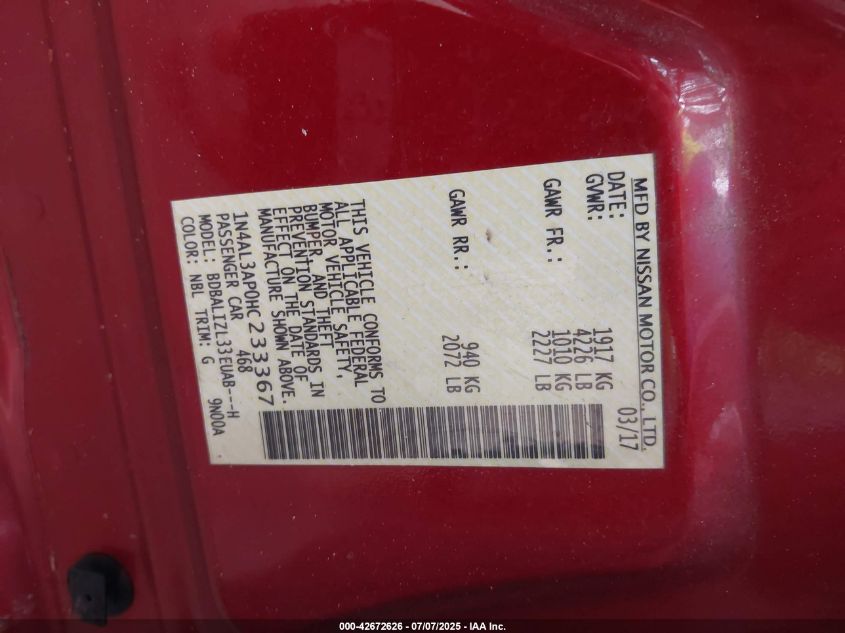 MFD BY NISSAN MOTOR CO., LTD.
DATE: 03/17
GVWR: 1917 KG
4226 LB
GAWR FR.: 1010 KG
2227 LB
GAWR RR.: 940 KG
2072 LB
THIS VEHICLE CONFORMS TO
ALL APPLICABLE FEDERAL
MOTOR VEHICLE SAFETY,
BUMPER, AND THEFT
PREVENTION STANDARDS IN
EFFECT ON THE DATE OF
MANUFACTURE SHOWN ABOVE.
1N4AL3AP0HC233367
PASSENGER CAR 468
MODEL: BDBALIZL33EUAB---H
COLOR: NBL TRIM: G 9N00A
000-42672626 - 07/07/2025 - IAA Inc.